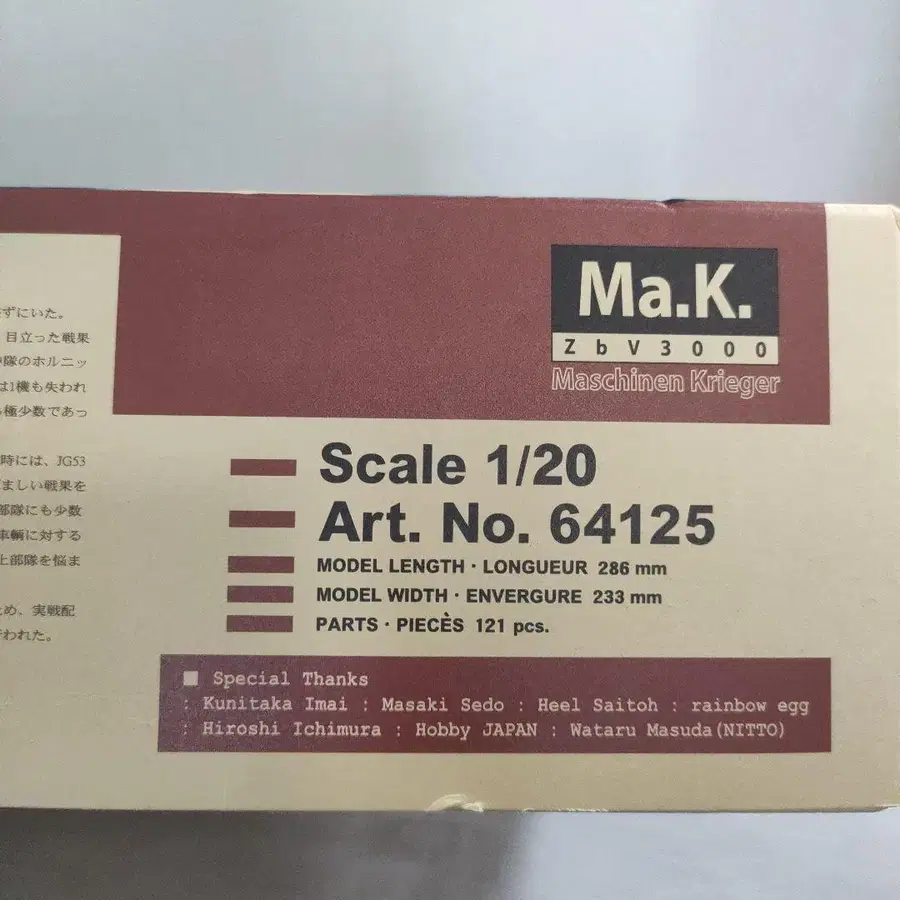 ずにいた。
目立った戦果
隊のホルニッ
は1機も失われ
極少数であっ
時には、JG53
ましい戦果を
部隊にも少数
車輌に対する
上部隊を悩ま
め、実戦配
われた。
Ma.K.
ZbV3000
Maschinen Krieger
Scale 1/20
Art. No. 64125
MODEL LENGTH・LONGUEUR 286 mm
MODEL WIDTH・ENVERGURE 233 mm
PARTS・PIECÈS 121 pcs.
■ Special Thanks
: Kunitaka Imai : Masaki Sedo : Heel Saitoh : rainbow egg
: Hiroshi Ichimura : Hobby JAPAN : Wataru Masuda(NITTO)